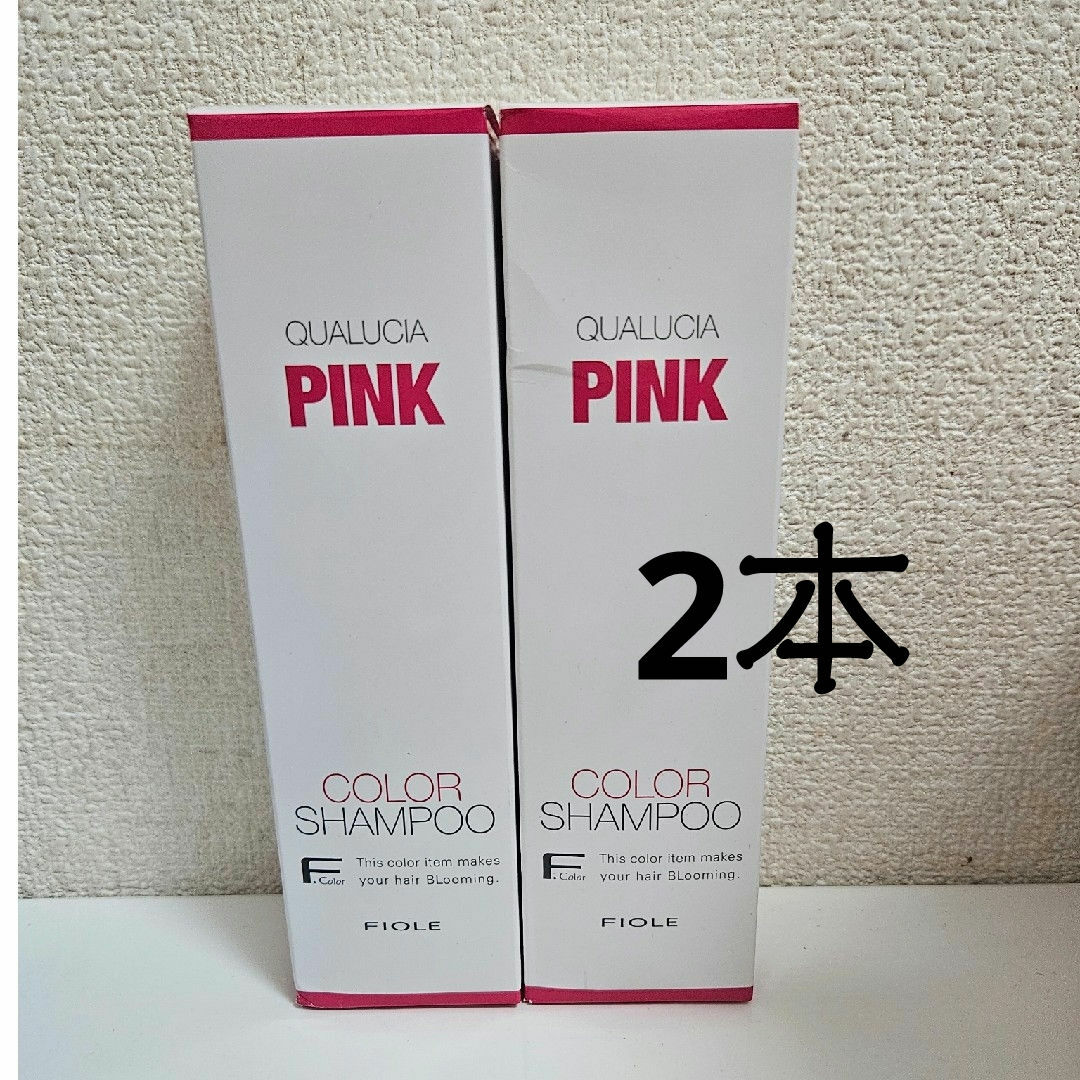 QUALUCIA
PINK
COLOR
SHAMPOO
F.Color
This color item makes
your hair BLooming.
FIOLE
QUALUCIA
PINK
COLOR
SHAMPOO
F.Color
This color item makes
your hair BLooming.
FIOLE
2本